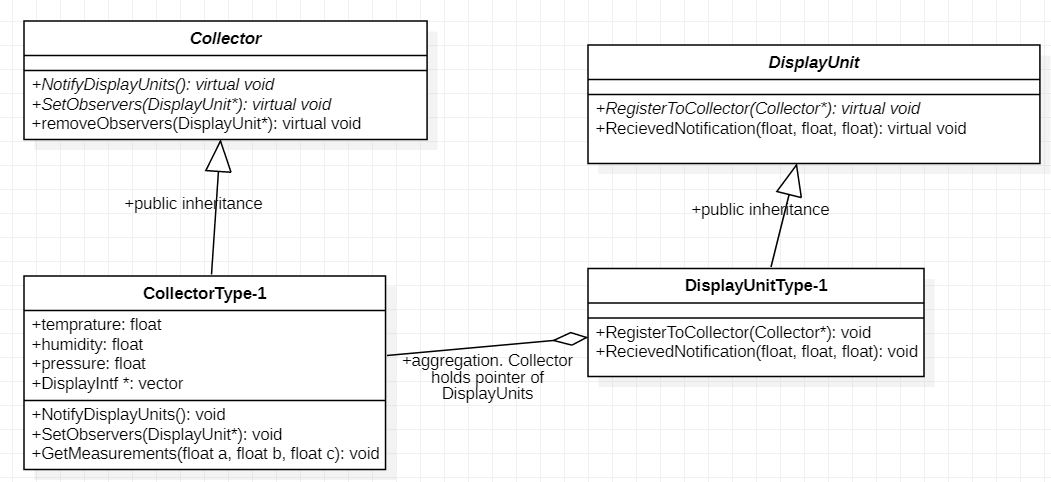 Collector
+NotifyDisplayUnits(): virtual void
+SetObservers(DisplayUnit*): virtual void
+removeObservers(DisplayUnit*): virtual void
DisplayUnit
+RegisterToCollector(Collector*): virtual void
+RecievedNotification(float, float, float): virtual void
+public inheritance
+public inheritance
CollectorType-1
+temprature: float
+humidity: float
+pressure: float
+DisplayIntf *: vector
+NotifyDisplayUnits(): void
+SetObservers(DisplayUnit*): void
+GetMeasurements(float a, float b, float c): void
+aggregation. Collector
holds pointer of
DisplayUnits
DisplayUnitType-1
+RegisterToCollector(Collector*): void
+RecievedNotification(float, float, float): void